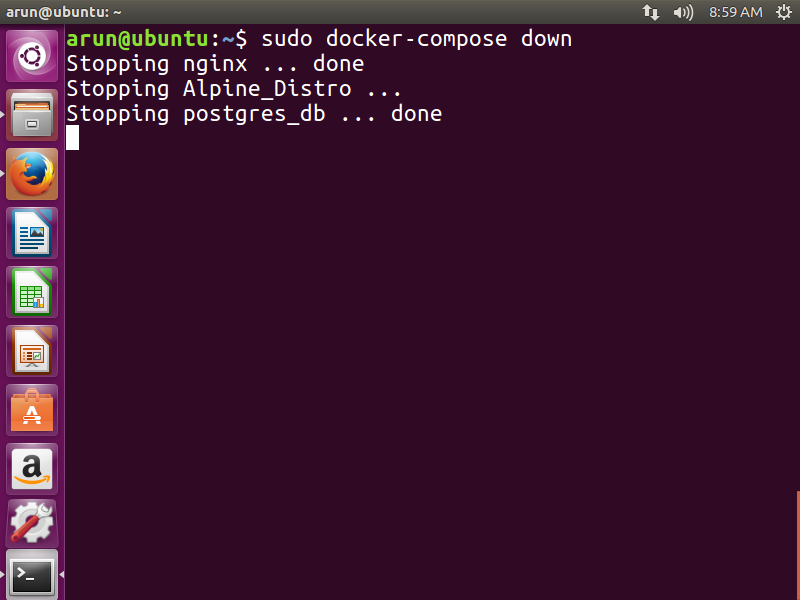 arun@ubuntu: ~
8:59 AM
arun@ubuntu:~$ sudo docker-compose down
Stopping nginx ... done
Stopping Alpine_Distro ...
Stopping postgres_db ... done